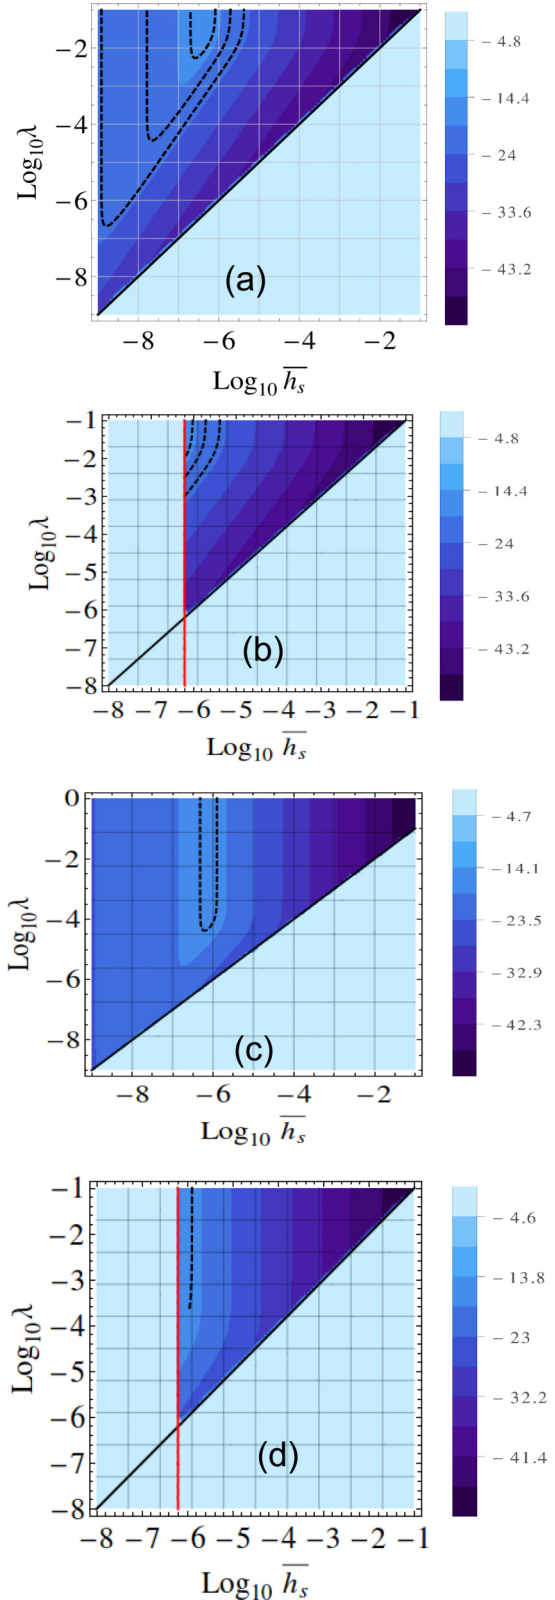 −2
−4
−6
−8
Log₁₀λ
(a)
−8 −6 −4 −2
Log₁₀ h̅ₛ
− 4.8
− 14.4
− 24
− 33.6
− 43.2
−1
−2
−3
−4
−5
−6
−7
−8
Log₁₀λ
(b)
−8 −7 −6 −5 −4 −3 −2 −1
Log₁₀ h̅ₛ
− 4.8
− 14.4
− 24
− 33.6
− 43.2
0
−2
−4
−6
−8
Log₁₀λ
(c)
−8 −6 −4 −2
Log₁₀ h̅ₛ
− 4.7
− 14.1
− 23.5
− 32.9
− 42.3
−1
−2
−3
−4
−5
−6
−7
−8
Log₁₀λ
(d)
−8 −7 −6 −5 −4 −3 −2 −1
Log₁₀ h̅ₛ
− 4.6
− 13.8
− 23
− 32.2
− 41.4